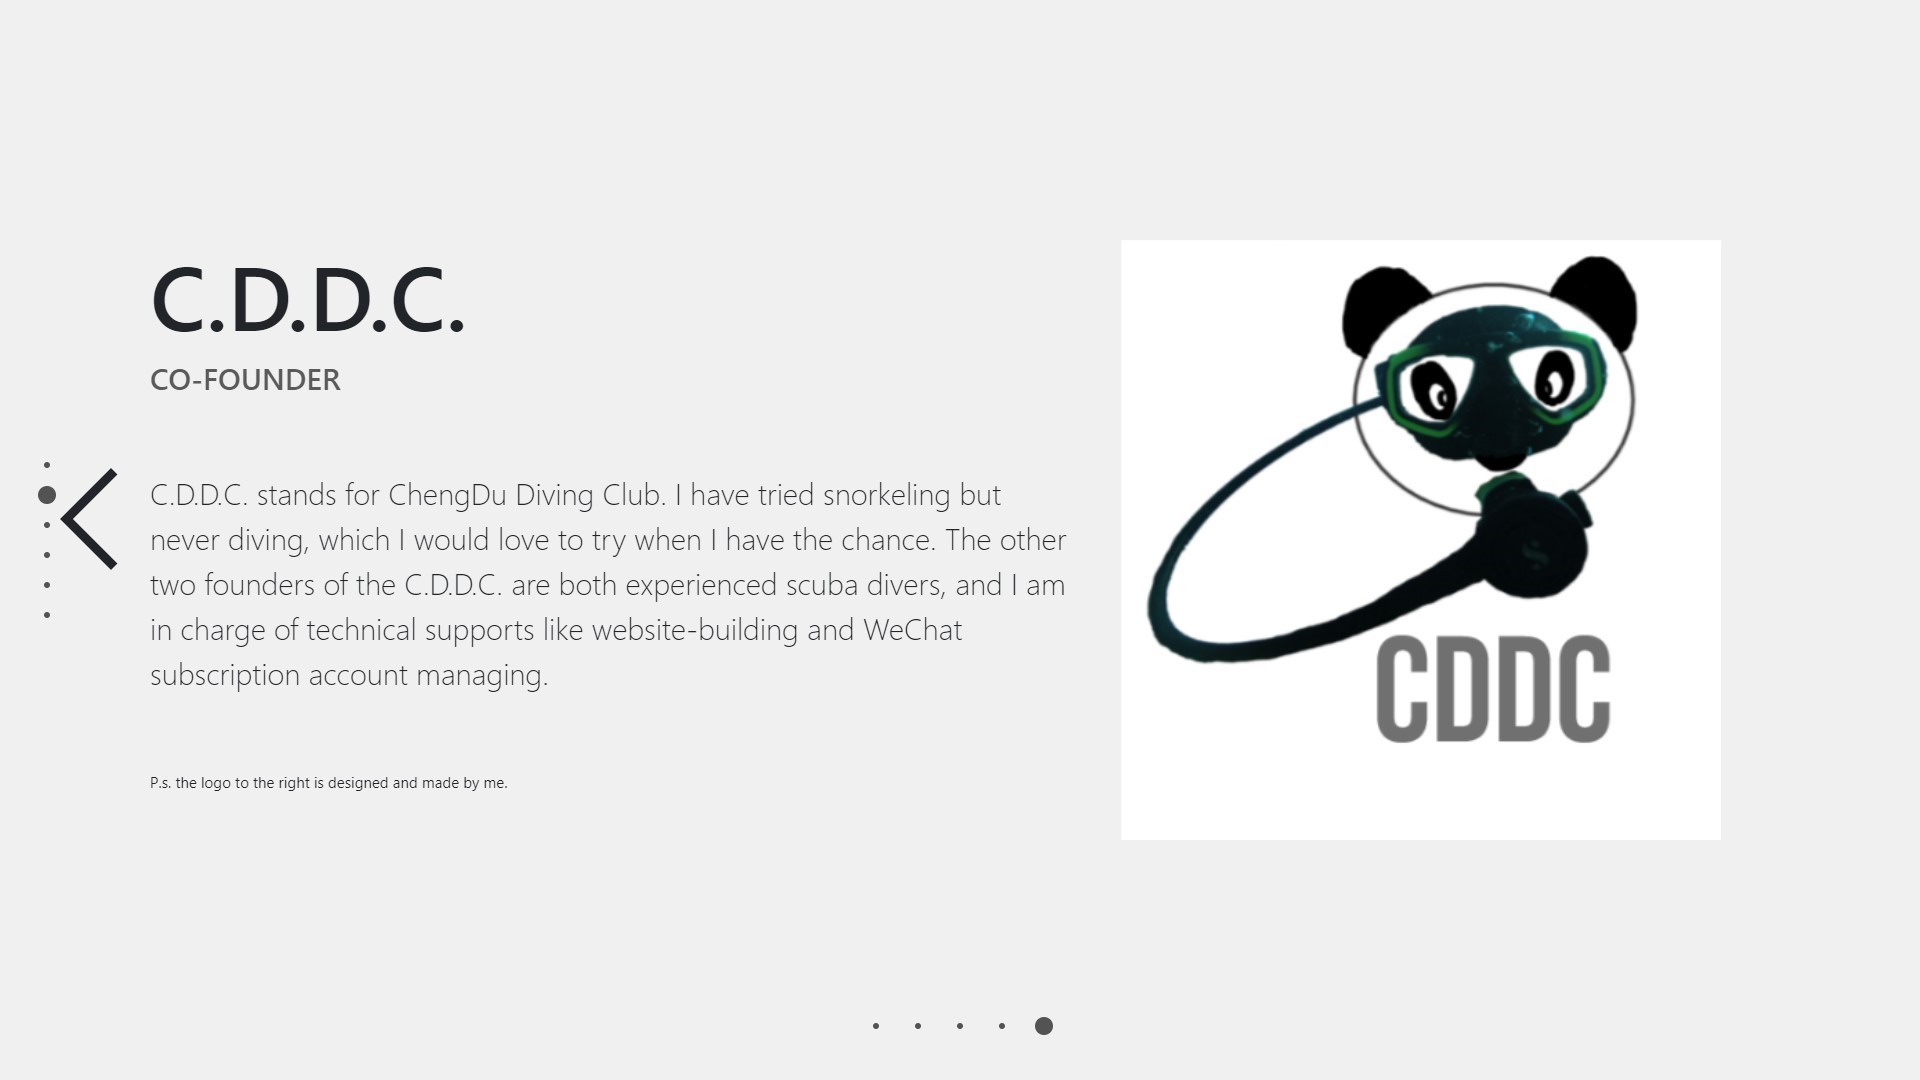 C.D.D.C.
CO-FOUNDER
C.D.D.C. stands for ChengDu Diving Club. I have tried snorkeling but
never diving, which I would love to try when I have the chance. The other
two founders of the C.D.D.C. are both experienced scuba divers, and I am
in charge of technical supports like website-building and WeChat
subscription account managing.
P.s. the logo to the right is designed and made by me.
CDDC